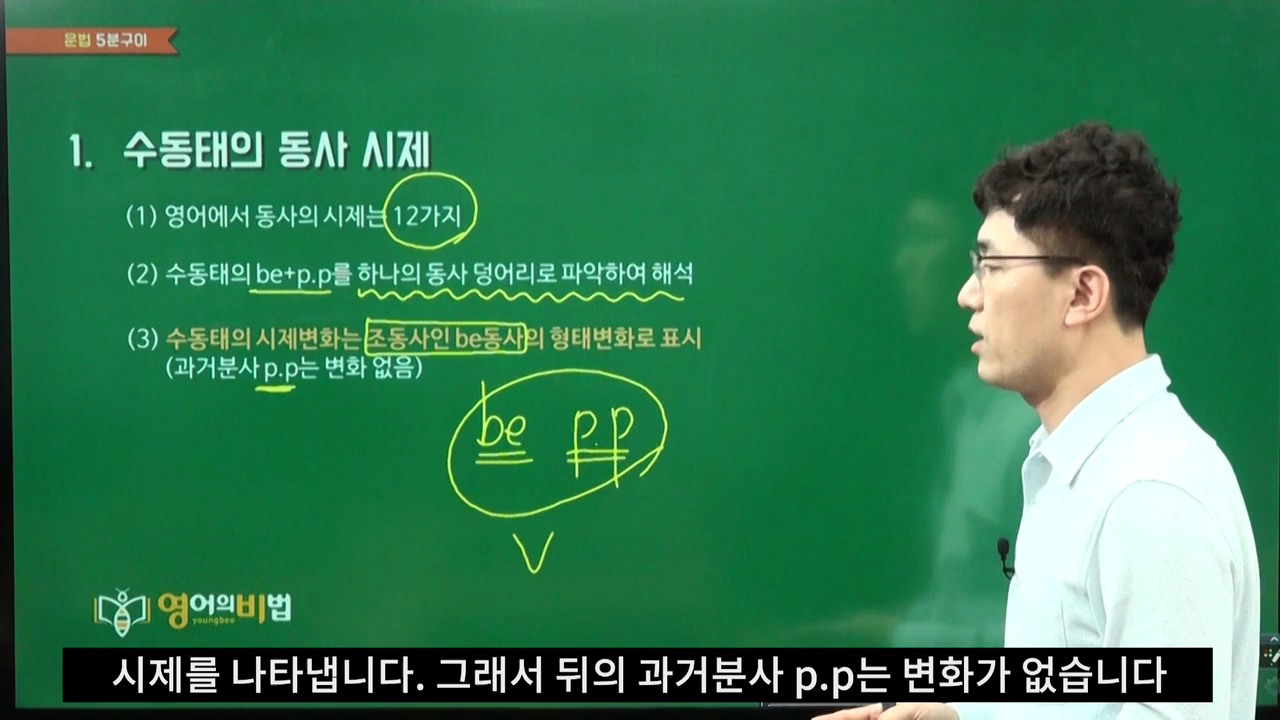 문법 5분구이
1. 수동태의 동사 시제
(1) 영어에서 동사의 시제는 12가지
(2) 수동태의 be+p.p를 하나의 동사 덩어리로 파악하여 해석
(3) 수동태의 시제변화는 조동사인 be동사의 형태변화로 표시
(과거분사 p.p는 변화 없음)
be p.p
V
영어의비법
youngbee
시제를 나타냅니다. 그래서 뒤의 과거분사 p.p는 변화가 없습니다